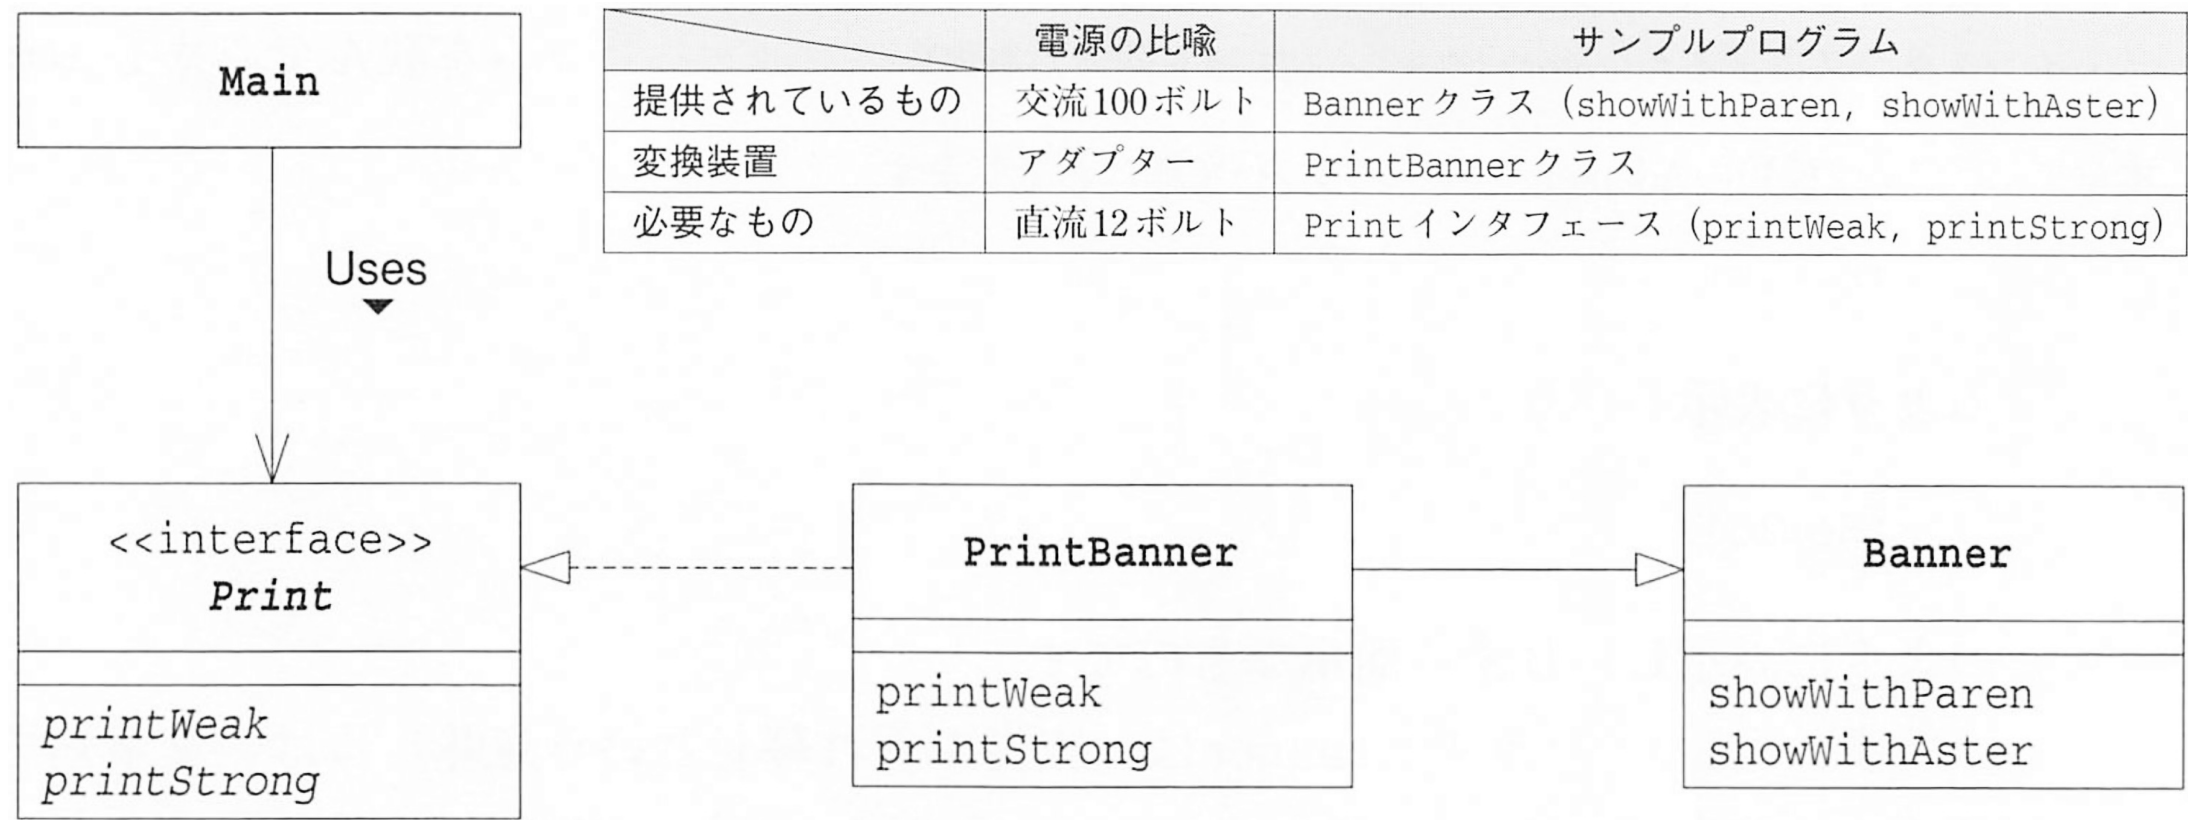 Main
電源の比喩 サンプルプログラム
提供されているもの 交流100ボルト Bannerクラス (showWithParen, showWithAster)
変換装置 アダプター PrintBannerクラス
必要なもの 直流12ボルト Printインタフェース (printWeak, printStrong)
Uses
<<interface>>
Print
printWeak
printStrong
PrintBanner
printWeak
printStrong
Banner
showWithParen
showWithAster